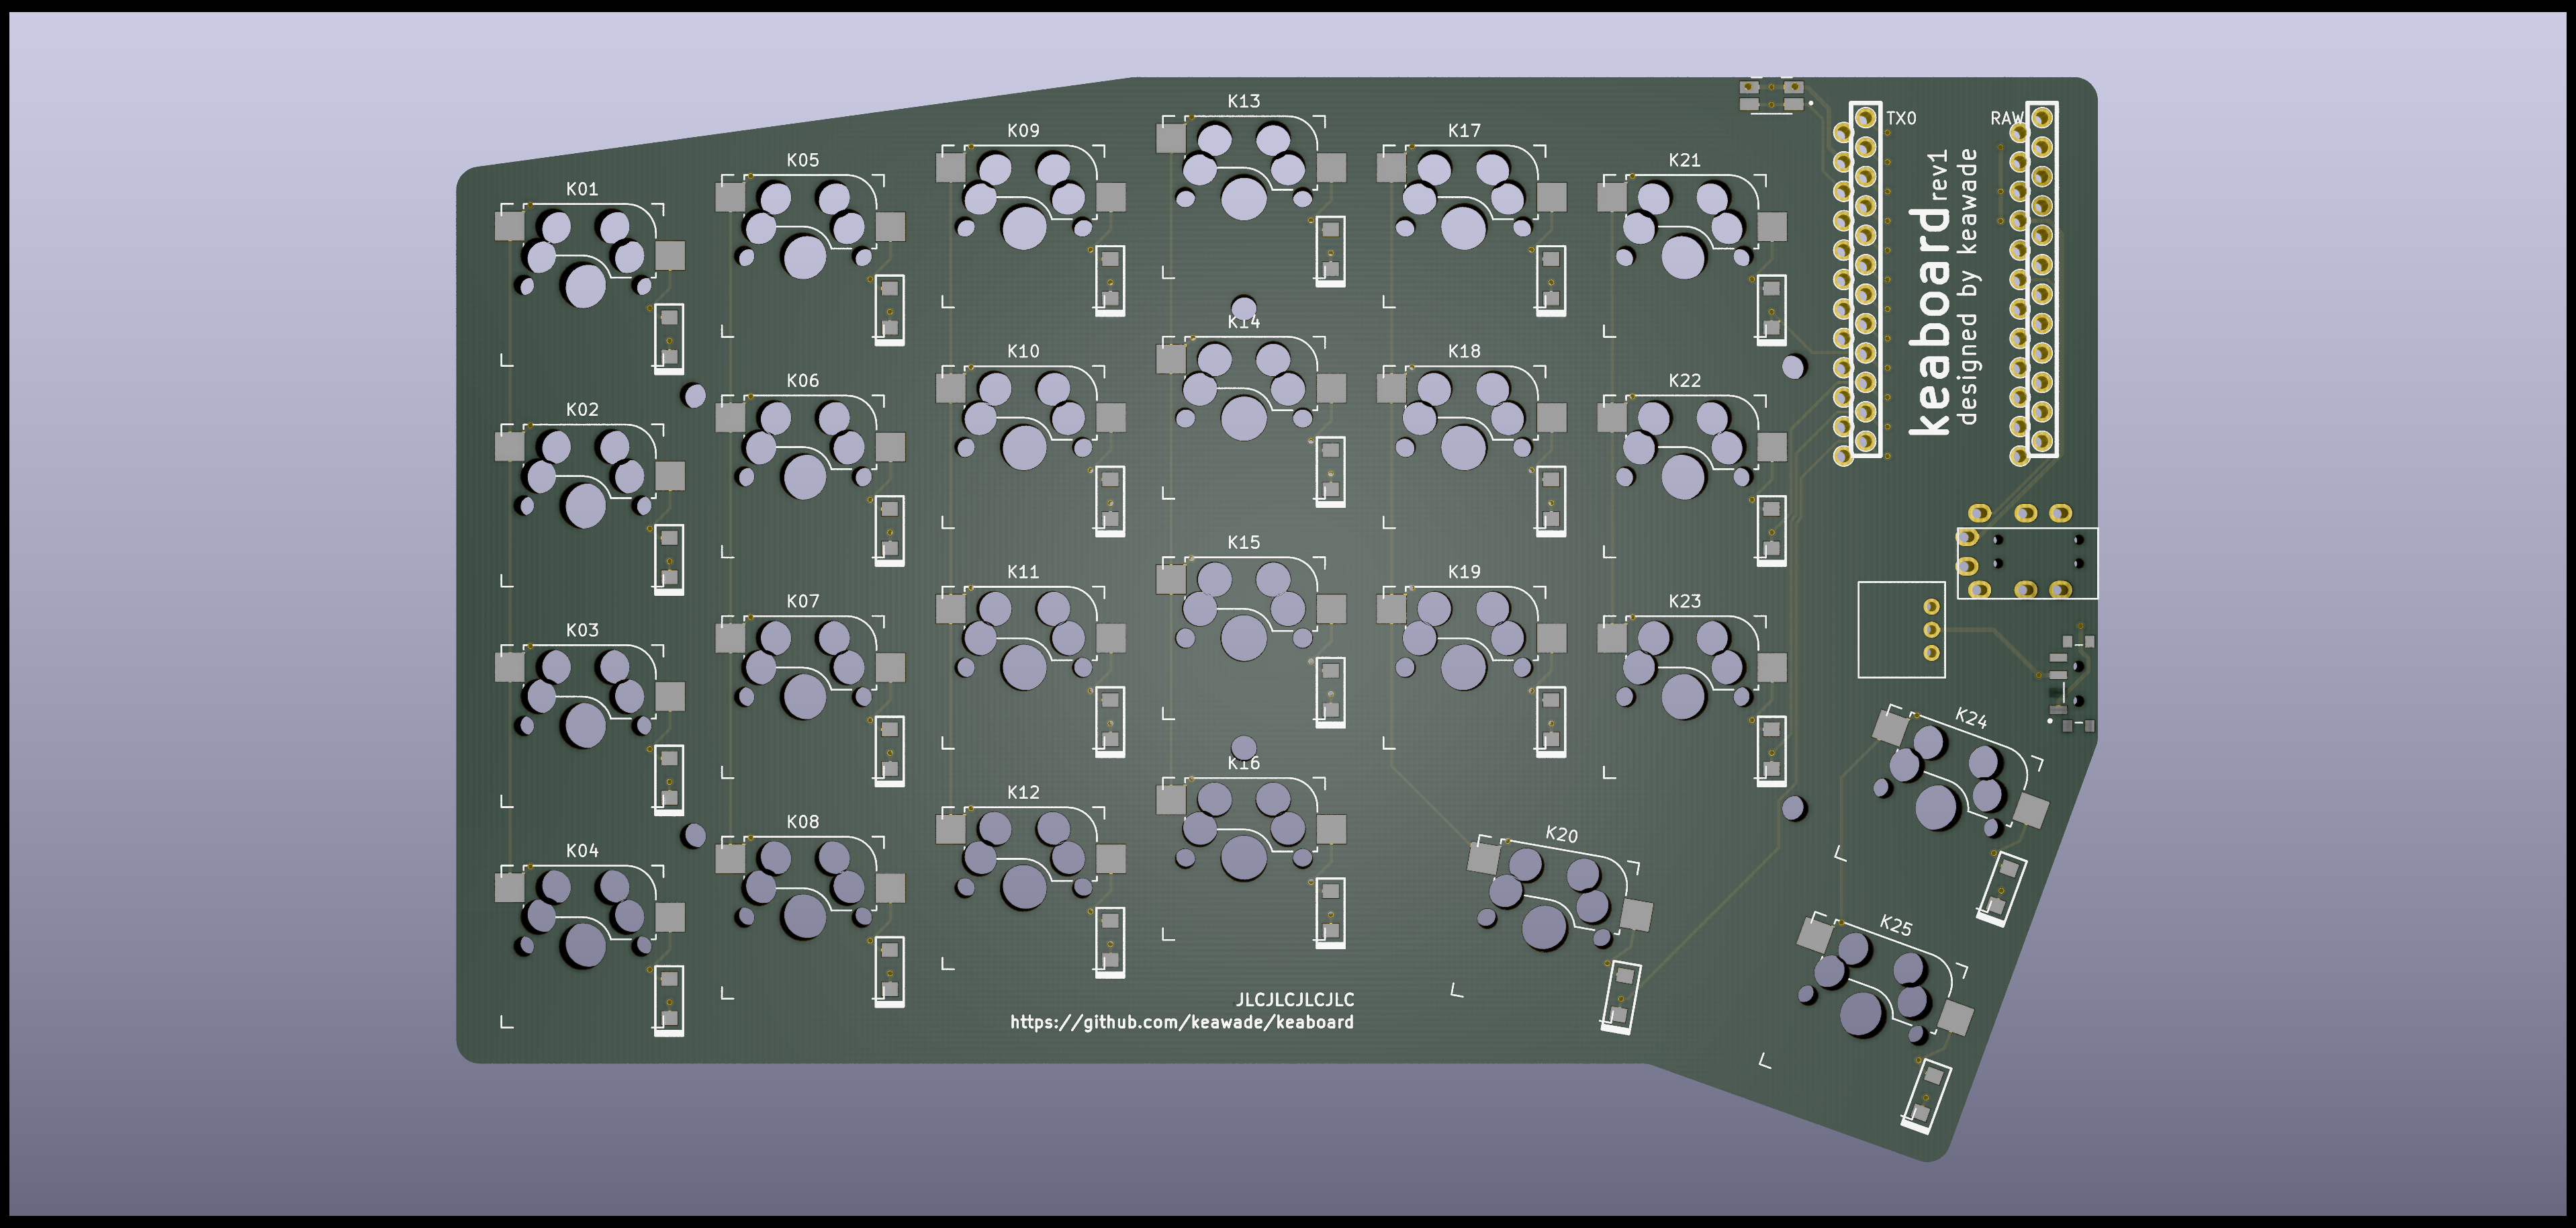 K13
TX0
RAW
K09
K17
K05
K21
K01
keaboard rev1
designed by keawade
K14
K10
K18
K06
K22
K02
K15
K11
K19
K07
K23
K03
K24
K16
K12
K20
K08
K04
K25
JLCJLCJLCJLC
https://github.com/keawade/keaboard